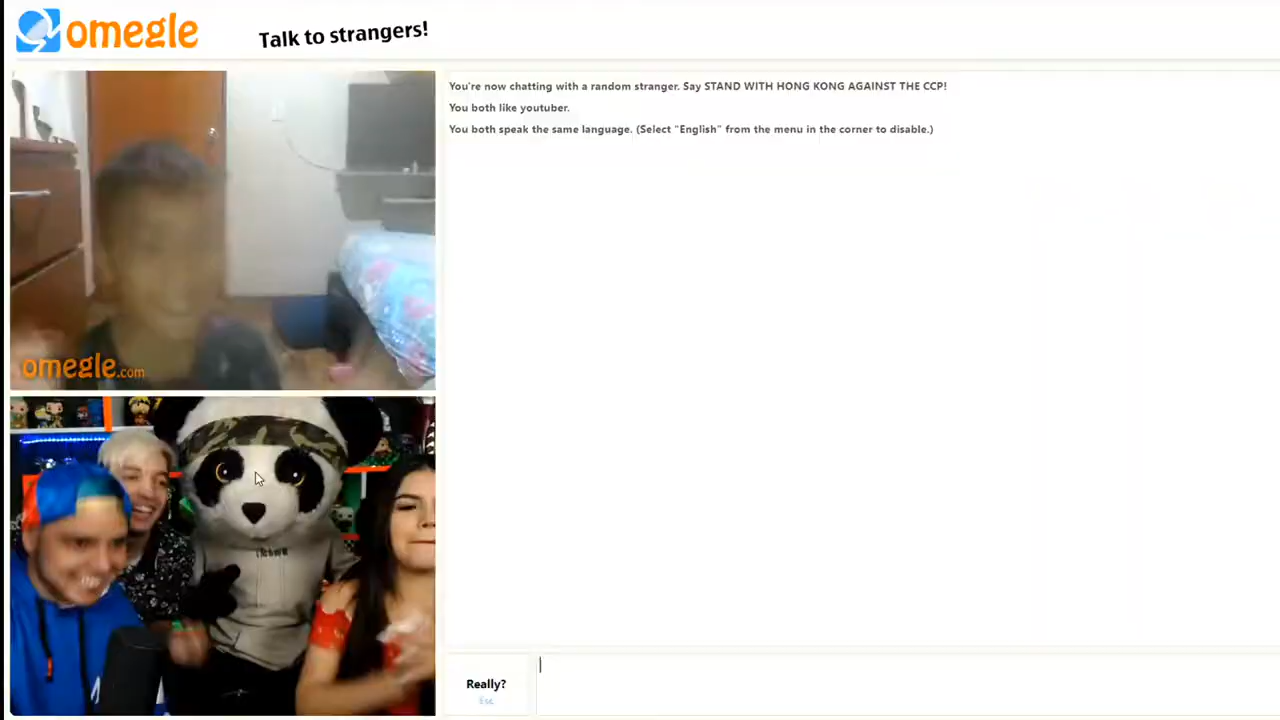 omegle
Talk to strangers!
You're now chatting with a random stranger. Say STAND WITH HONG KONG AGAINST THE CCP!
You both like youtuber.
You both speak the same language. (Select "English" from the menu in the corner to disable.)
omegle.com
Really?
Esc